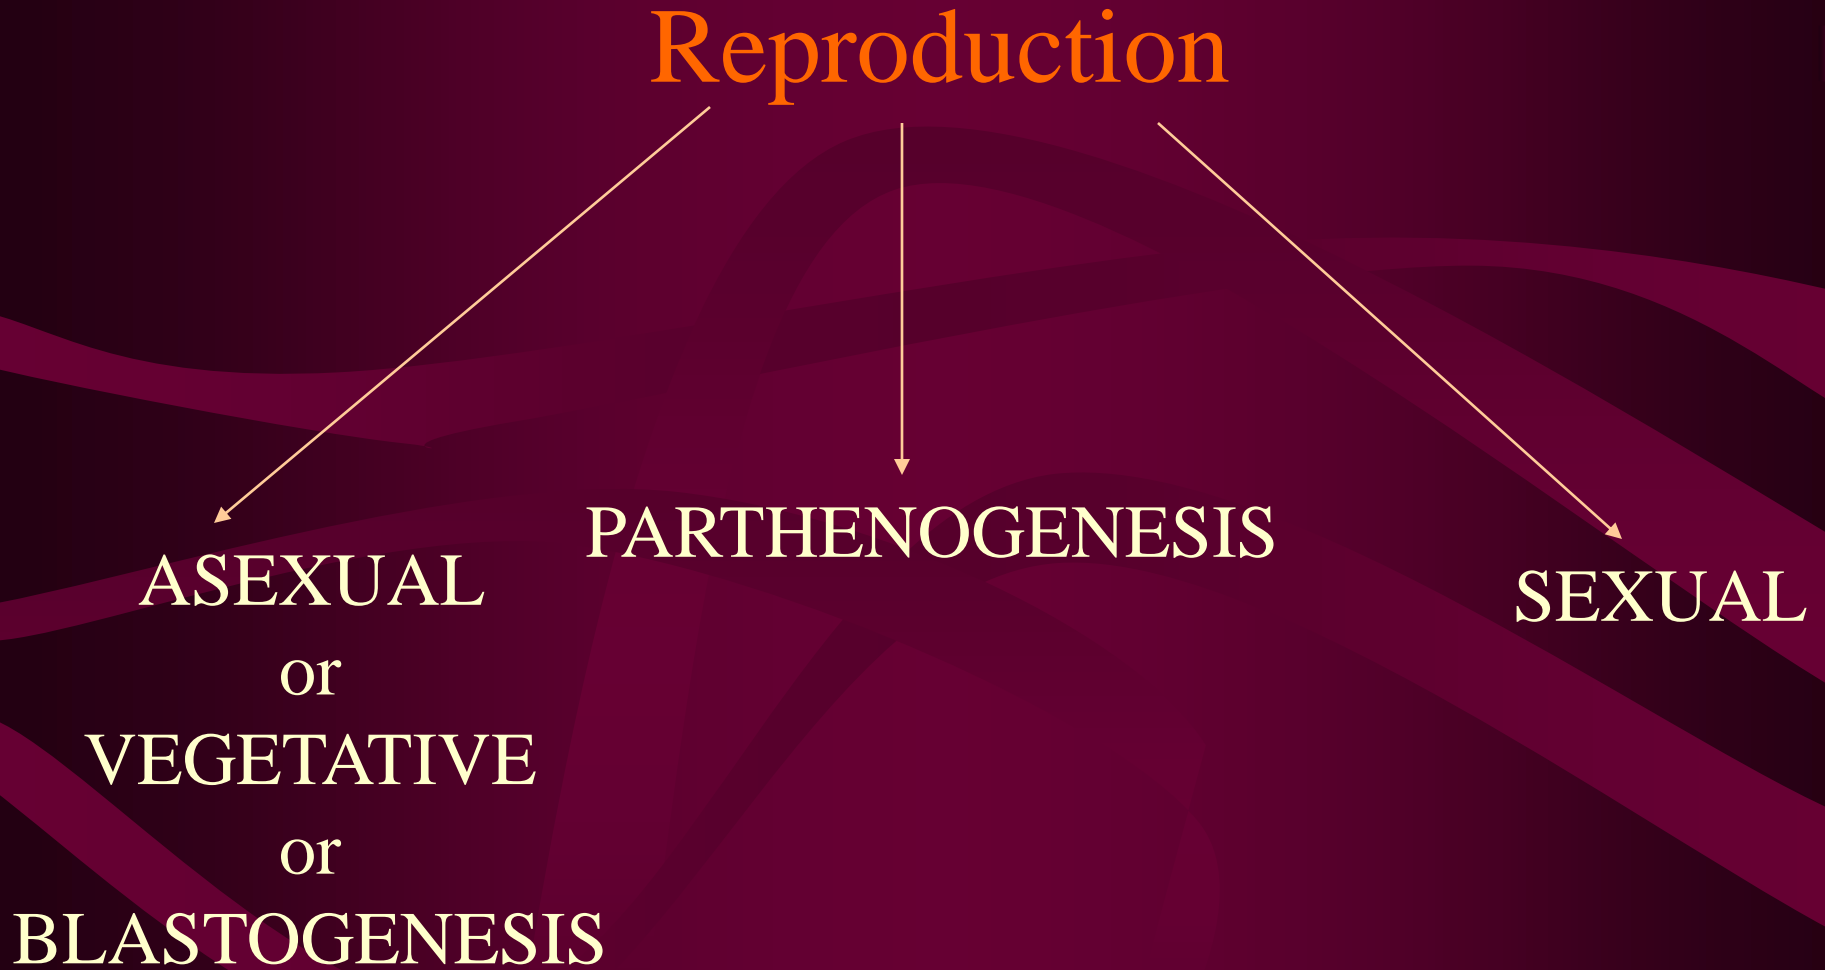 Reproduction
PARTHENOGENESIS
ASEXUAL
or
VEGETATIVE
or
BLASTOGENESIS
SEXUAL